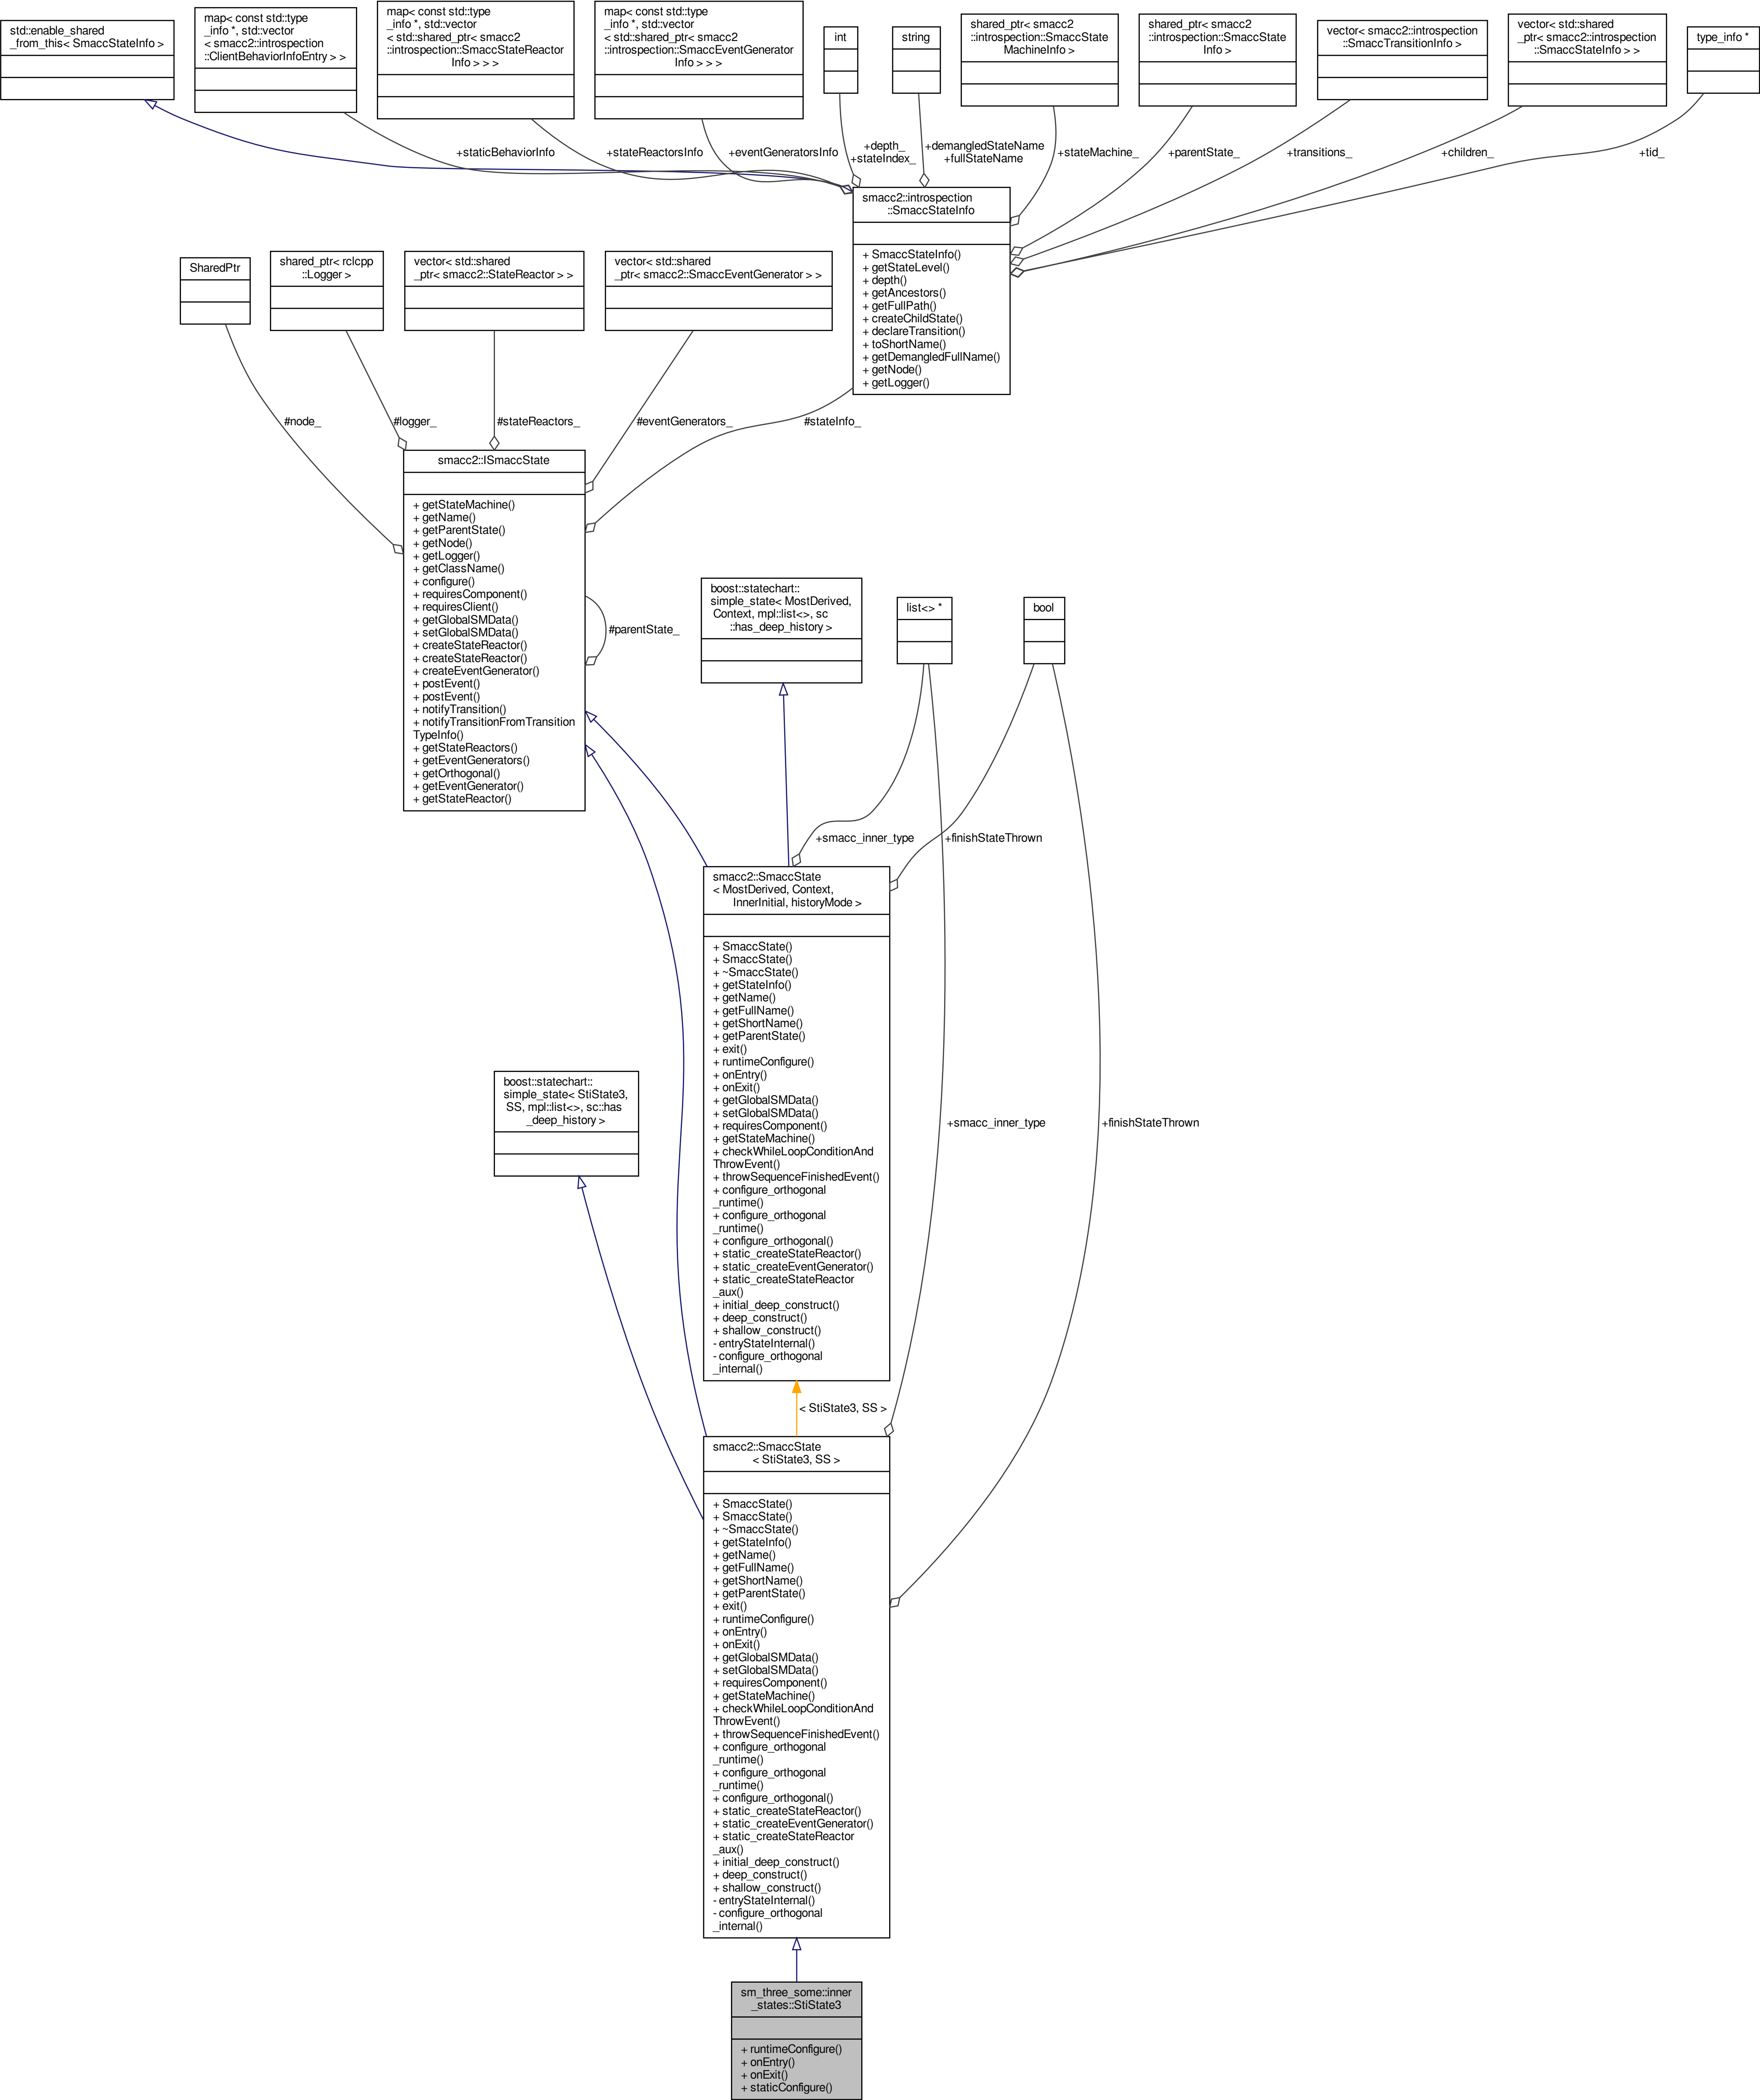 std::enable_shared
_from_this< SmaccStateInfo >
map< const std::type
_info *, std::vector
< smacc2::introspection
::ClientBehaviorInfoEntry > >
map< const std::type
_info *, std::vector
< std::shared_ptr< smacc2
::introspection::SmaccStateReactor
Info > > >
map< const std::type
_info *, std::vector
< std::shared_ptr< smacc2
::introspection::SmaccEventGenerator
Info > > >
int
string
shared_ptr< smacc2
::introspection::SmaccState
MachineInfo >
shared_ptr< smacc2
::introspection::SmaccState
Info >
vector< smacc2::introspection
::SmaccTransitionInfo >
vector< std::shared
_ptr< smacc2::introspection
::SmaccStateInfo > >
type_info *
+staticBehaviorInfo
+stateReactorsInfo
+eventGeneratorsInfo
+depth_
+stateIndex_
+demangledStateName
+fullStateName
+stateMachine_
+parentState_
+transitions_
+children_
+tid_
smacc2::introspection
::SmaccStateInfo
+ SmaccStateInfo()
+ getStateLevel()
+ depth()
+ getAncestors()
+ getFullPath()
+ createChildState()
+ declareTransition()
+ toShortName()
+ getDemangledFullName()
+ getNode()
+ getLogger()
SharedPtr
shared_ptr< rclcpp
::Logger >
vector< std::shared
_ptr< smacc2::StateReactor > >
vector< std::shared
_ptr< smacc2::SmaccEventGenerator > >
#node_
#logger_
#stateReactors_
#eventGenerators_
#stateInfo_
smacc2::ISmaccState
+ getStateMachine()
+ getName()
+ getParentState()
+ getNode()
+ getLogger()
+ getClassName()
+ configure()
+ requiresComponent()
+ requiresClient()
+ getGlobalSMData()
+ setGlobalSMData()
+ createStateReactor()
+ createStateReactor()
+ createEventGenerator()
+ postEvent()
+ postEvent()
+ notifyTransition()
+ notifyTransitionFromTransition
TypeInfo()
+ getStateReactors()
+ getEventGenerators()
+ getOrthogonal()
+ getEventGenerator()
+ getStateReactor()
#parentState_
boost::statechart::
simple_state< MostDerived,
Context, mpl::list<>, sc
::has_deep_history >
list<> *
bool
+smacc_inner_type
+finishStateThrown
smacc2::SmaccState
< MostDerived, Context,
InnerInitial, historyMode >
+ SmaccState()
+ SmaccState()
+ ~SmaccState()
+ getStateInfo()
+ getName()
+ getFullName()
+ getShortName()
+ getParentState()
+ exit()
+ runtimeConfigure()
+ onEntry()
+ onExit()
+ getGlobalSMData()
+ setGlobalSMData()
+ requiresComponent()
+ getStateMachine()
+ checkWhileLoopConditionAnd
ThrowEvent()
+ throwSequenceFinishedEvent()
+ configure_orthogonal
_runtime()
+ configure_orthogonal
_runtime()
+ configure_orthogonal()
+ static_createStateReactor()
+ static_createEventGenerator()
+ static_createStateReactor
_aux()
+ initial_deep_construct()
+ deep_construct()
+ shallow_construct()
- entryStateInternal()
- configure_orthogonal
_internal()
boost::statechart::
simple_state< StiState3,
SS, mpl::list<>, sc::has
_deep_history >
+smacc_inner_type
+finishStateThrown
< StiState3, SS >
smacc2::SmaccState
< StiState3, SS >
+ SmaccState()
+ SmaccState()
+ ~SmaccState()
+ getStateInfo()
+ getName()
+ getFullName()
+ getShortName()
+ getParentState()
+ exit()
+ runtimeConfigure()
+ onEntry()
+ onExit()
+ getGlobalSMData()
+ setGlobalSMData()
+ requiresComponent()
+ getStateMachine()
+ checkWhileLoopConditionAnd
ThrowEvent()
+ throwSequenceFinishedEvent()
+ configure_orthogonal
_runtime()
+ configure_orthogonal
_runtime()
+ configure_orthogonal()
+ static_createStateReactor()
+ static_createEventGenerator()
+ static_createStateReactor
_aux()
+ initial_deep_construct()
+ deep_construct()
+ shallow_construct()
- entryStateInternal()
- configure_orthogonal
_internal()
sm_three_some::inner
_states::StiState3
+ runtimeConfigure()
+ onEntry()
+ onExit()
+ staticConfigure()